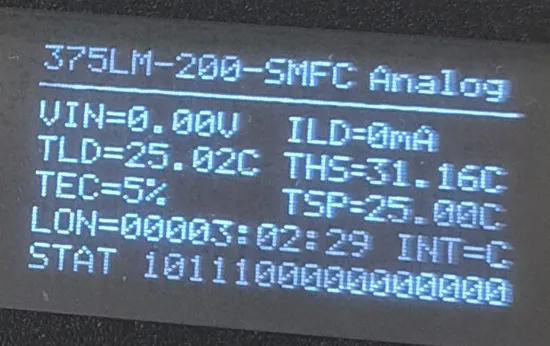 375LM-200-SMFC Analog
VIN=0.00V ILD=0mA
TLD=25.02C THS=31.16C
TEC=5% TSP=25.00C
LON=00003:02:29 INT=C
STAT 1011100000000000